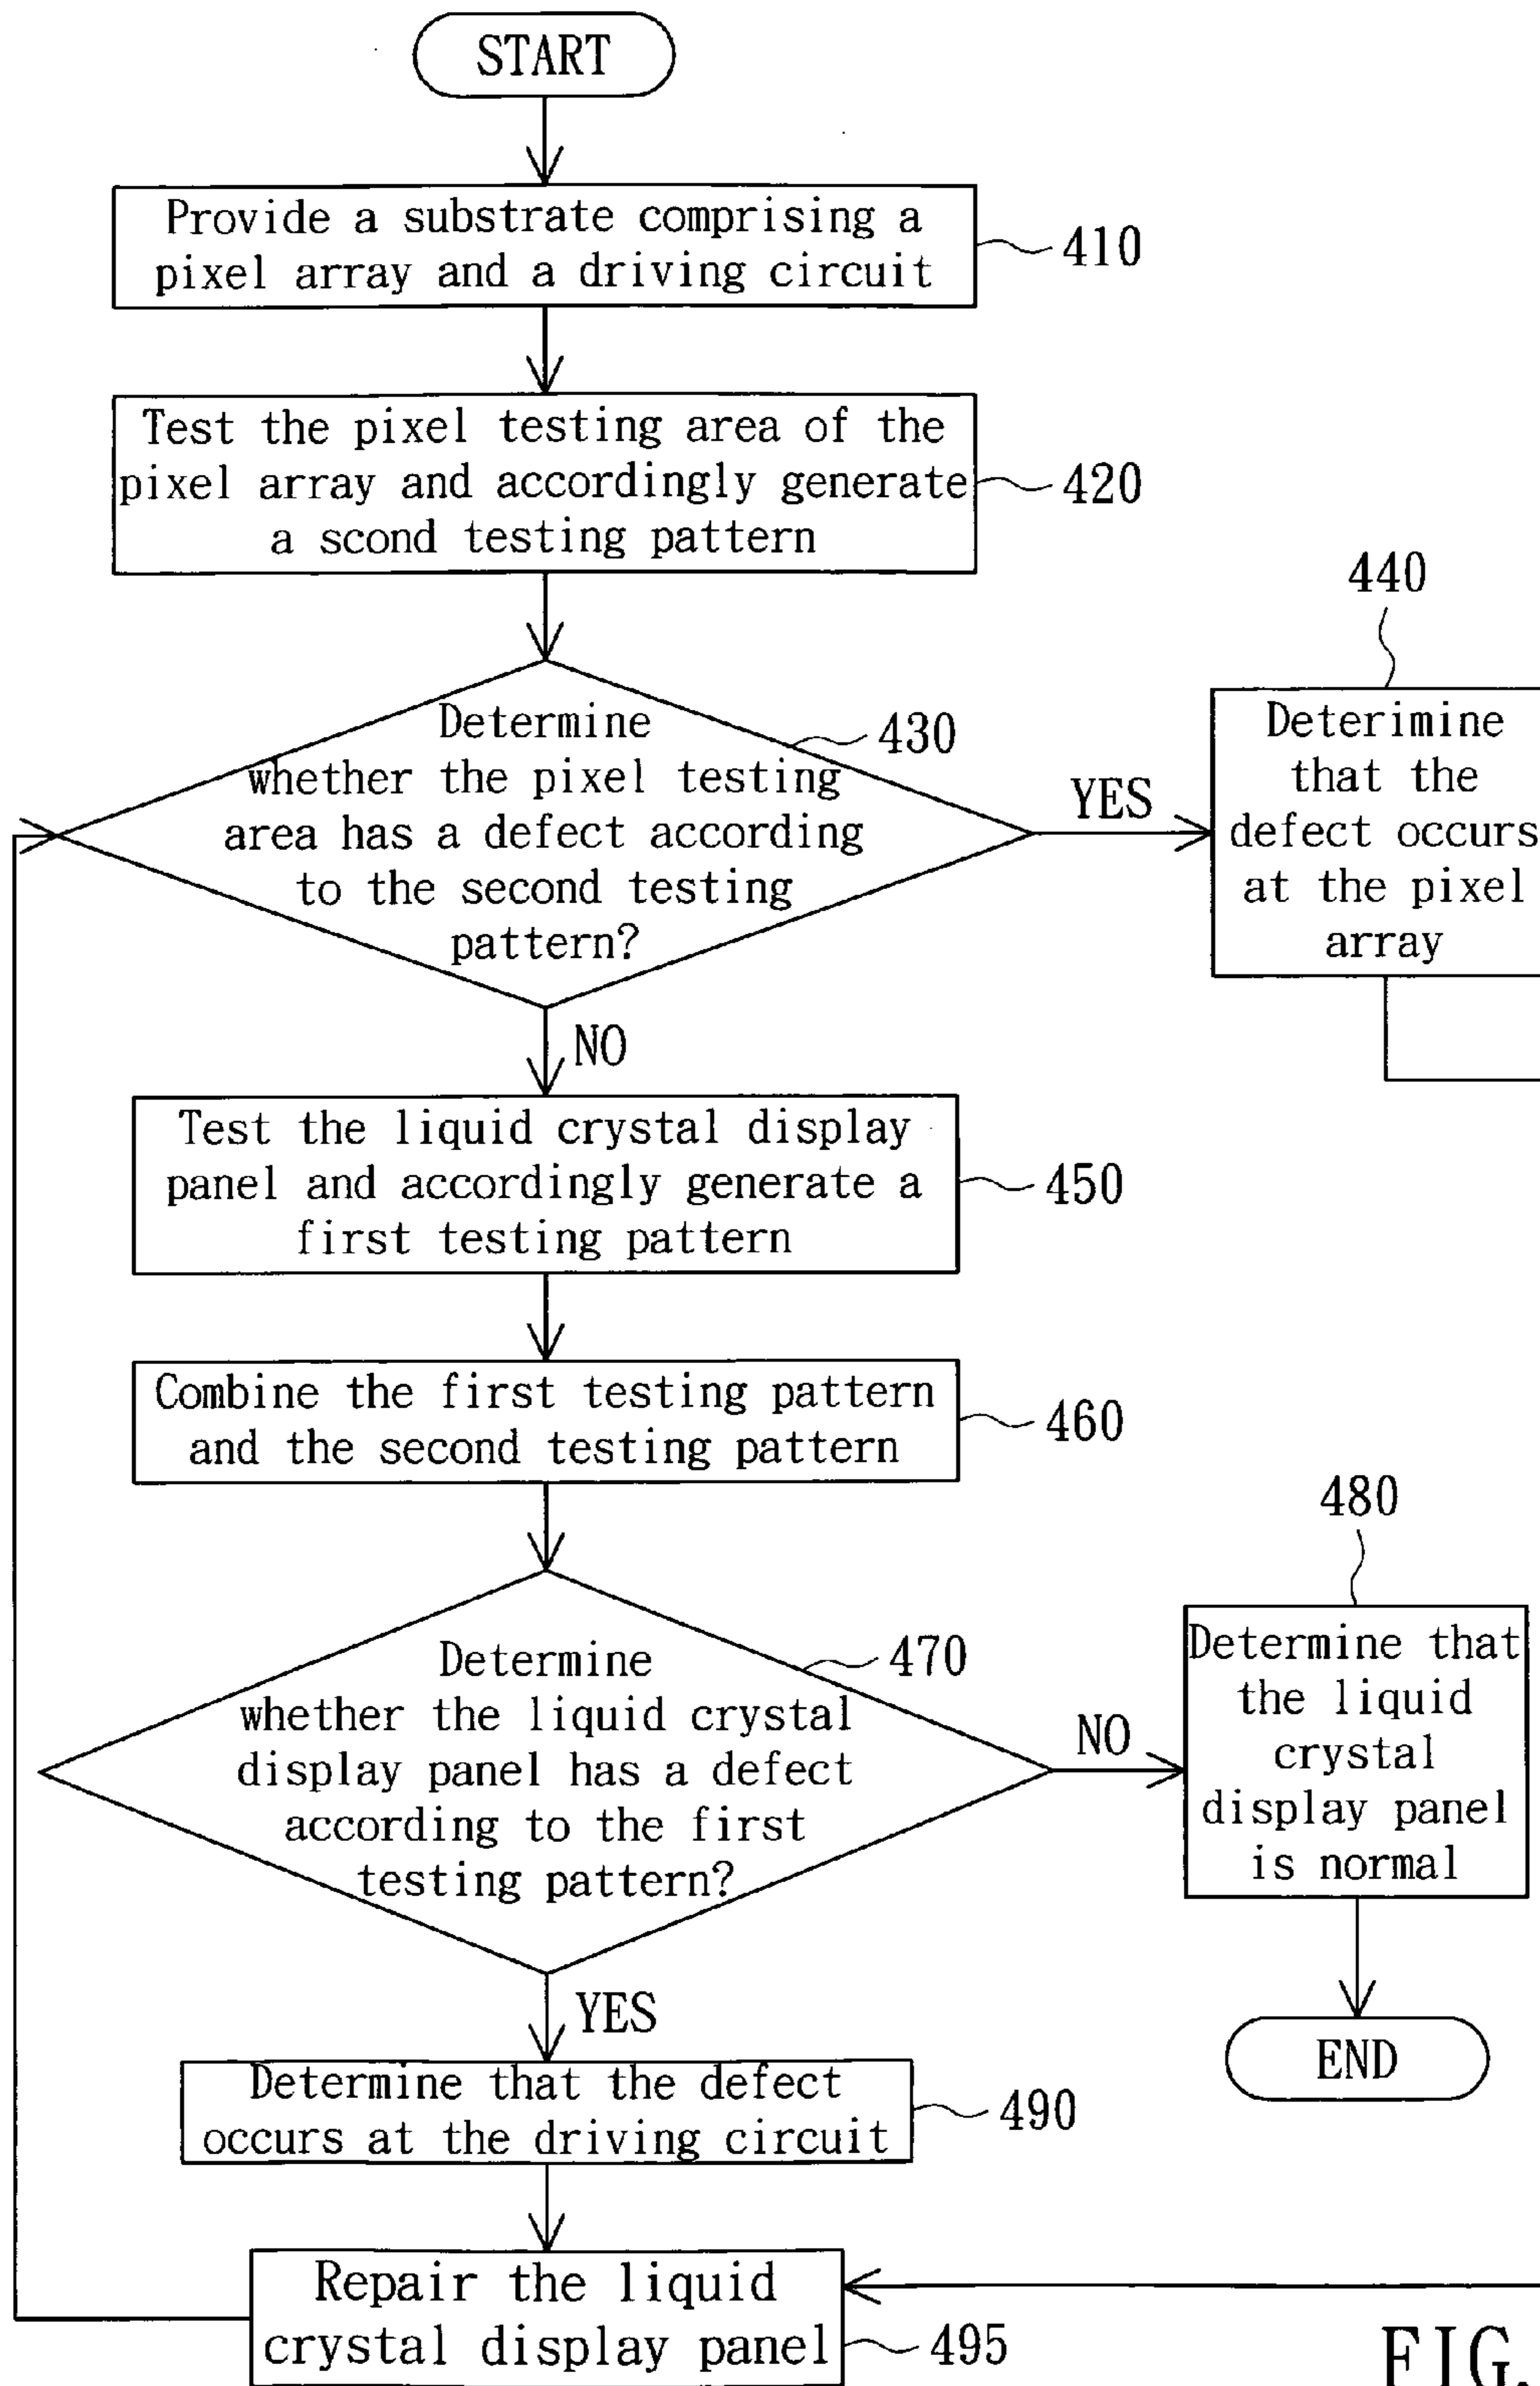 START
Provide a substrate comprising a
pixel array and a driving circuit
410
Test the pixel testing area of the
pixel array and accordingly generate
a scond testing pattern
420
Determine
whether the pixel testing
area has a defect according
to the second testing
pattern?
430
YES
440
Deterimine
that the
defect occurs
at the pixel
array
NO
Test the liquid crystal display
panel and accordingly generate a
first testing pattern
450
Combine the first testing pattern
and the second testing pattern
460
Determine
whether the liquid crystal
display panel has a defect
according to the first
testing pattern?
470
NO
480
Determine that
the liquid
crystal
display panel
is normal
END
YES
Determine that the defect
occurs at the driving circuit
490
Repair the liquid
crystal display panel
495
FIG.